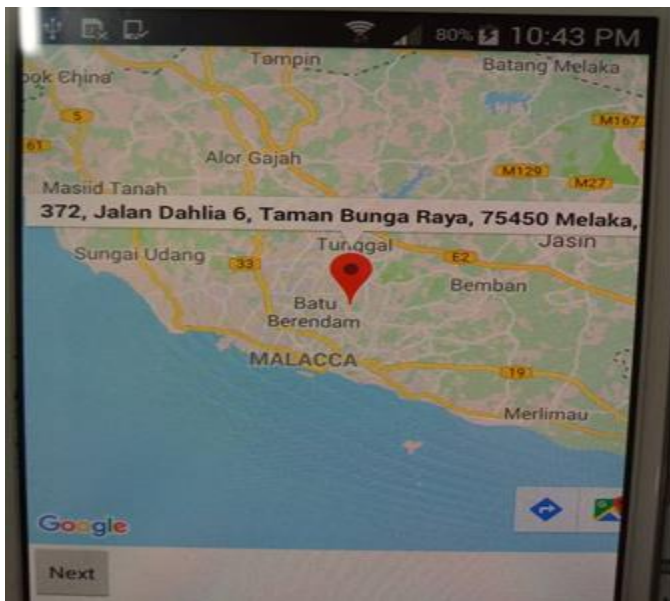 80% 10:43 PM
Tampin
Batang Melaka
ok China
5
M167
61
Alor Gajah
M129
M27
Masjid Tanah
372, Jalan Dahlia 6, Taman Bunga Raya, 75450 Melaka,
Tunggal
Jasin
Sungai Udang
33
E2
Bemban
Batu
Berendam
MALACCA
19
Merlimau
Google
Next